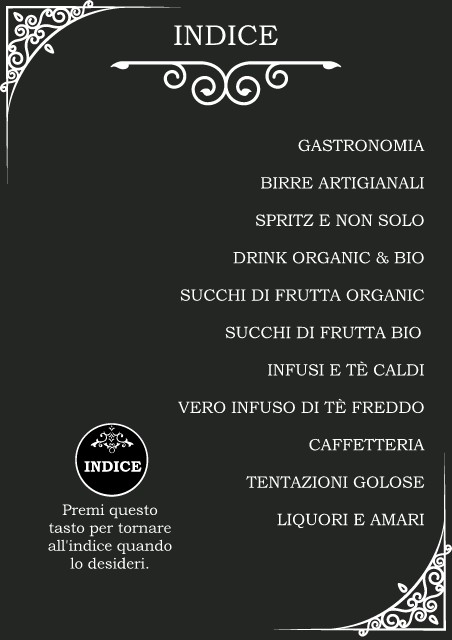 INDICE
GASTRONOMIA
BIRRE ARTIGIANALI
SPRITZ E NON SOLO
DRINK ORGANIC & BIO
SUCCHI DI FRUTTA ORGANIC
SUCCHI DI FRUTTA BIO
INFUSI E TÈ CALDI
VERO INFUSO DI TÈ FREDDO
CAFFETTERIA
TENTAZIONI GOLOSE
LIQUORI E AMARI
INDICE
Premi questo
tasto per tornare
all'indice quando
lo desideri.